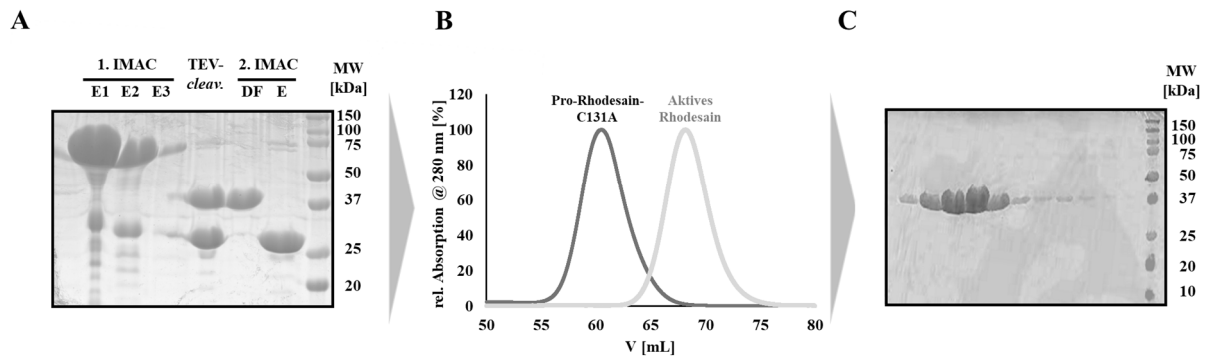 A
1. IMAC TEV- 2. IMAC MW
E1 E2 E3 cleav. DF E [kDa]
150
100
75
50
37
25
20
B
rel. Absorption @ 280 nm [%]
120
100
80
60
40
20
0
Pro-Rhodesain-
C131A
Aktives
Rhodesain
50 55 60 65 70 75 80
V [mL]
C
MW
[kDa]
150
100
75
50
37
25
20
10